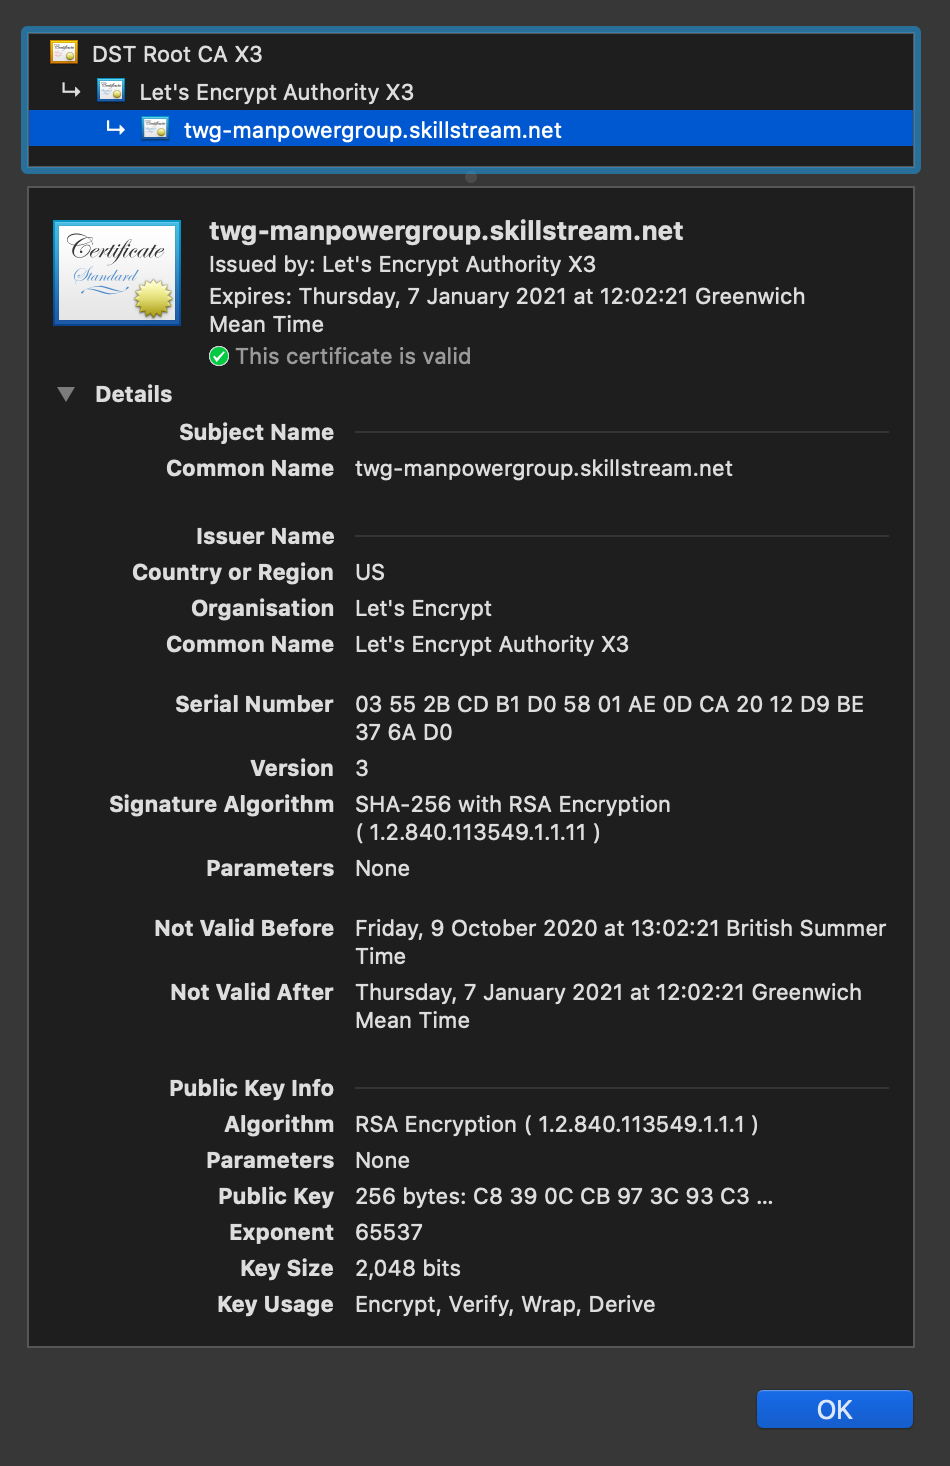 DST Root CA X3
Let's Encrypt Authority X3
twg-manpowergroup.skillstream.net
Certificate
Standard
twg-manpowergroup.skillstream.net
Issued by: Let's Encrypt Authority X3
Expires: Thursday, 7 January 2021 at 12:02:21 Greenwich
Mean Time
This certificate is valid
Details
Subject Name
Common Name twg-manpowergroup.skillstream.net
Issuer Name
Country or Region US
Organisation Let's Encrypt
Common Name Let's Encrypt Authority X3
Serial Number 03 55 2B CD B1 D0 58 01 AE 0D CA 20 12 D9 BE
37 6A D0
Version 3
Signature Algorithm SHA-256 with RSA Encryption
( 1.2.840.113549.1.1.11 )
Parameters None
Not Valid Before Friday, 9 October 2020 at 13:02:21 British Summer
Time
Not Valid After Thursday, 7 January 2021 at 12:02:21 Greenwich
Mean Time
Public Key Info
Algorithm RSA Encryption ( 1.2.840.113549.1.1.1 )
Parameters None
Public Key 256 bytes: C8 39 0C CB 97 3C 93 C3 ...
Exponent 65537
Key Size 2,048 bits
Key Usage Encrypt, Verify, Wrap, Derive
OK